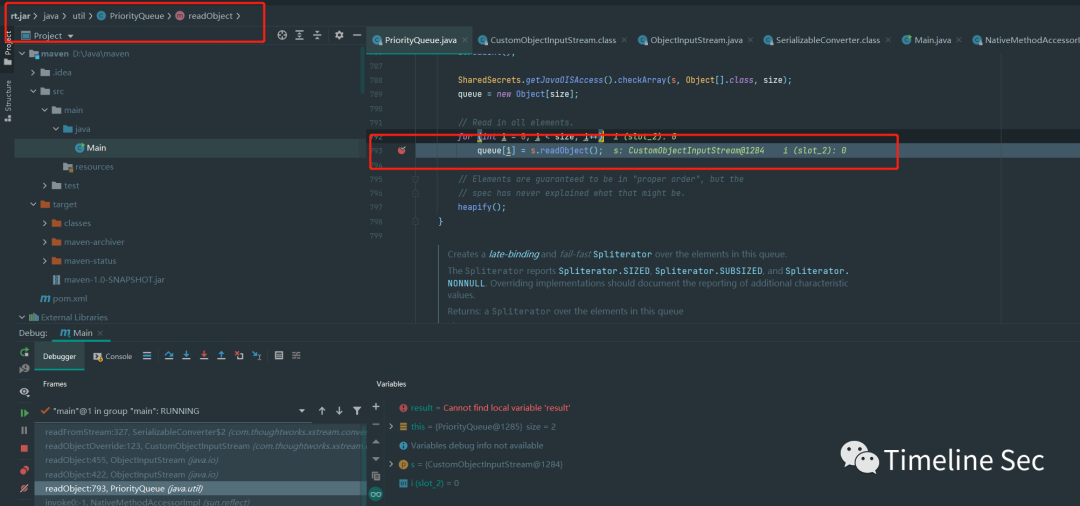 rt.jar › java › util › PriorityQueue › readObject ›
Project
PriorityQueue.java
CustomObjectInputStream.class
ObjectInputStream.java
SerializableConverter.class
Main.java
NativeMethodAccessorI
Project
Structure
maven D:\Java\maven
.idea
src
main
java
Main
resources
test
target
classes
maven-archiver
maven-status
maven-1.0-SNAPSHOT.jar
pom.xml
External Libraries
787
788 SharedSecrets.getJavaOISAccess().checkArray(s, Object[].class, size);
789 queue = new Object[size];
790
791 // Read in all elements.
792 for (int i = 0; i < size; i++) i (slot_2): 0
793 queue[i] = s.readObject(); s: CustomObjectInputStream@1284 i (slot_2): 0
795 // Elements are guaranteed to be in "proper order", but the
796 // spec has never explained what that might be.
797 heapify();
798 }
799
Creates a late-binding and fail-fast Spliterator over the elements in this queue.
The Spliterator reports Spliterator.SIZED, Spliterator.SUBSIZED, and Spliterator.
NONNULL. Overriding implementations should document the reporting of additional characteristic
values.
Returns: a Spliterator over the elements in this queue
Debug: Main
Debugger
Console
Frames
"main"@1 in group "main": RUNNING
readFromStream:327, SerializableConverter$2 (com.thoughtworks.xstream.conver
readObjectOverride:123, CustomObjectInputStream (com.thoughtworks.xstream.
readObject:455, ObjectInputStream (java.io)
readObject:422, ObjectInputStream (java.io)
readObject:793, PriorityQueue (java.util)
invoke0:-1, NativeMethodAccessorImpl (sun.reflect)
Variables
result = Cannot find local variable 'result'
this = {PriorityQueue@1285} size = 2
Variables debug info not available
s = {CustomObjectInputStream@1284}
i (slot_2) = 0
Timeline Sec